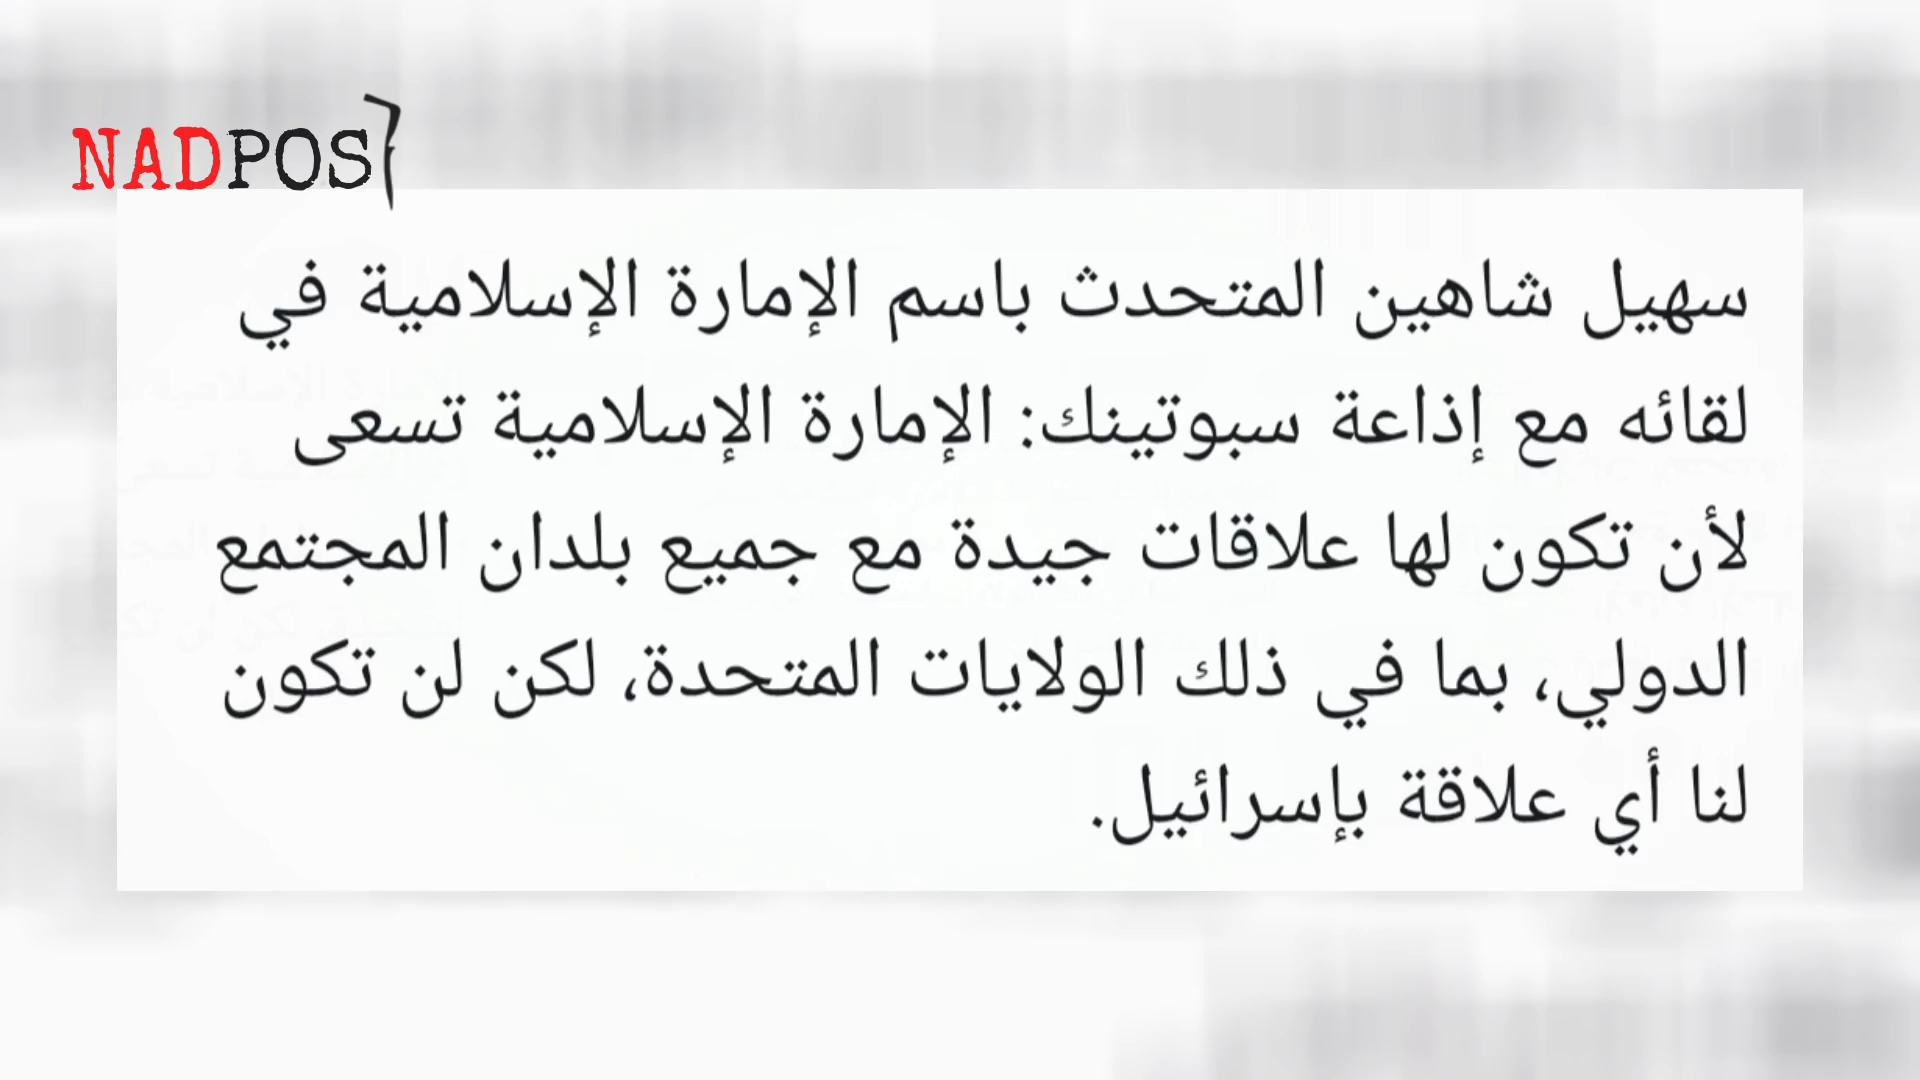 NADPOST
سهيل شاهين المتحدث باسم الإمارة الإسلامية في
لقائه مع إذاعة سبوتينك: الإمارة الإسلامية تسعى
لأن تكون لها علاقات جيدة مع جميع بلدان المجتمع
الدولي، بما في ذلك الولايات المتحدة، لكن لن تكون
لنا أي علاقة بإسرائيل.